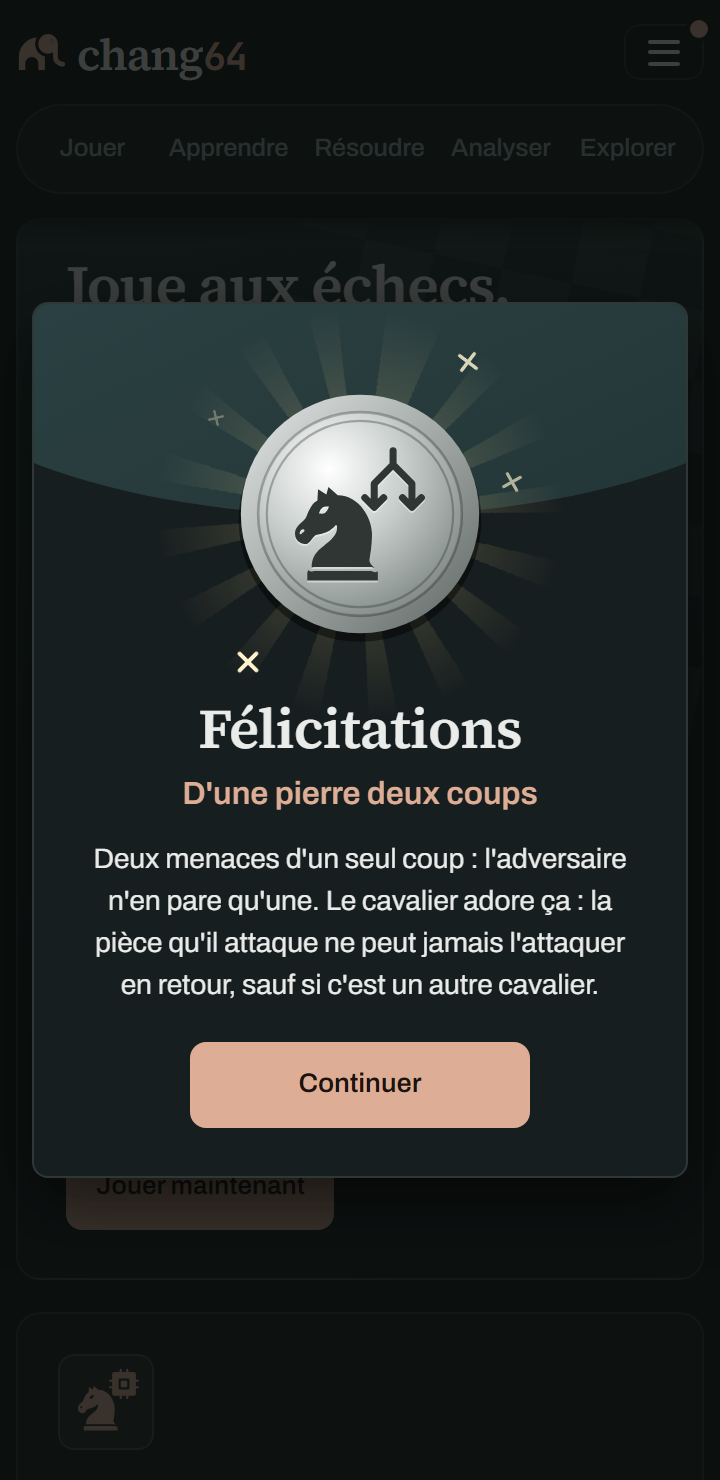 chang64
Jouer Apprendre Résoudre Analyser Explorer
Joue aux échecs.
Félicitations
D'une pierre deux coups
Deux menaces d'un seul coup : l'adversaire
n'en pare qu'une. Le cavalier adore ça : la
pièce qu'il attaque ne peut jamais l'attaquer
en retour, sauf si c'est un autre cavalier.
Continuer
Jouer maintenant